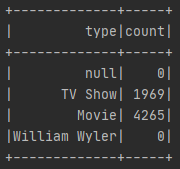 +-------------+-----+
|         type|count|
+-------------+-----+
|         null|    0|
|      TV Show| 1969|
|        Movie| 4265|
|William Wyler|    0|
+-------------+-----+